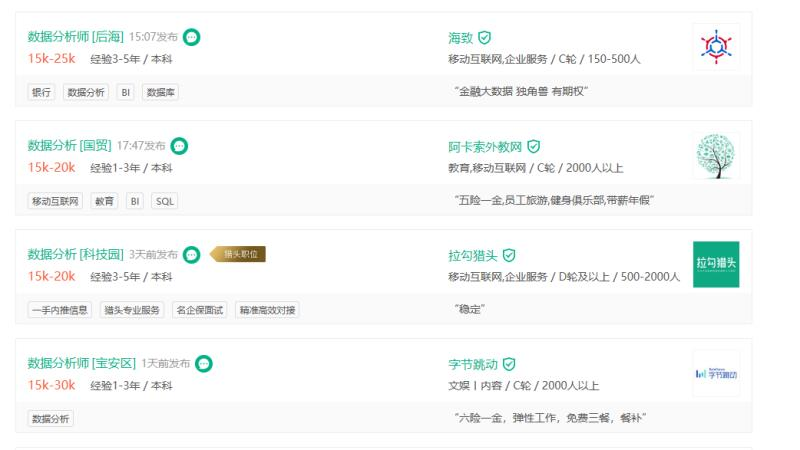 数据分析师 [后海] 15:07发布
15k-25k 经验3-5年 / 本科
海致
移动互联网,企业服务 / C轮 / 150-500人
银行 数据分析 BI 数据库
“金融大数据 独角兽 有期权”
数据分析 [国贸] 17:47发布
15k-20k 经验1-3年 / 本科
阿卡索外教网
教育,移动互联网 / C轮 / 2000人以上
移动互联网 教育 BI SQL
“五险一金,员工旅游,健身俱乐部,带薪年假”
数据分析 [科技园] 3天前发布 猎头职位
15k-20k 经验3-5年 / 本科
拉勾猎头
移动互联网,企业服务 / D轮及以上 / 500-2000人
拉勾猎头
一手内推信息 猎头专业服务 名企保面试 精准高效对接
“稳定”
数据分析师 [宝安区] 1天前发布
15k-30k 经验1-3年 / 本科
字节跳动
文娱丨内容 / C轮 / 2000人以上
字节跳动
数据分析
“六险一金，弹性工作，免费三餐，餐补”